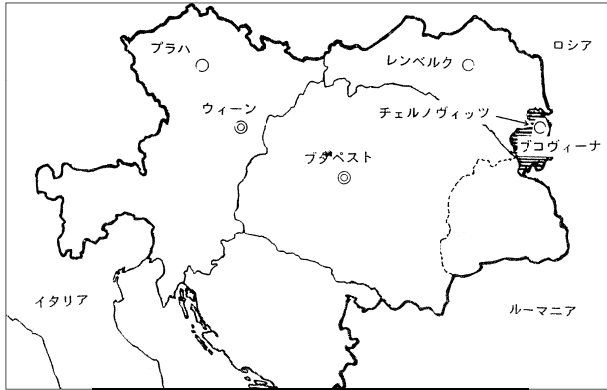 プラハ
レンベルク
ロシア
チェルノヴィッツ
ウィーン
ブコヴィーナ
ブダペスト
イタリア
ルーマニア